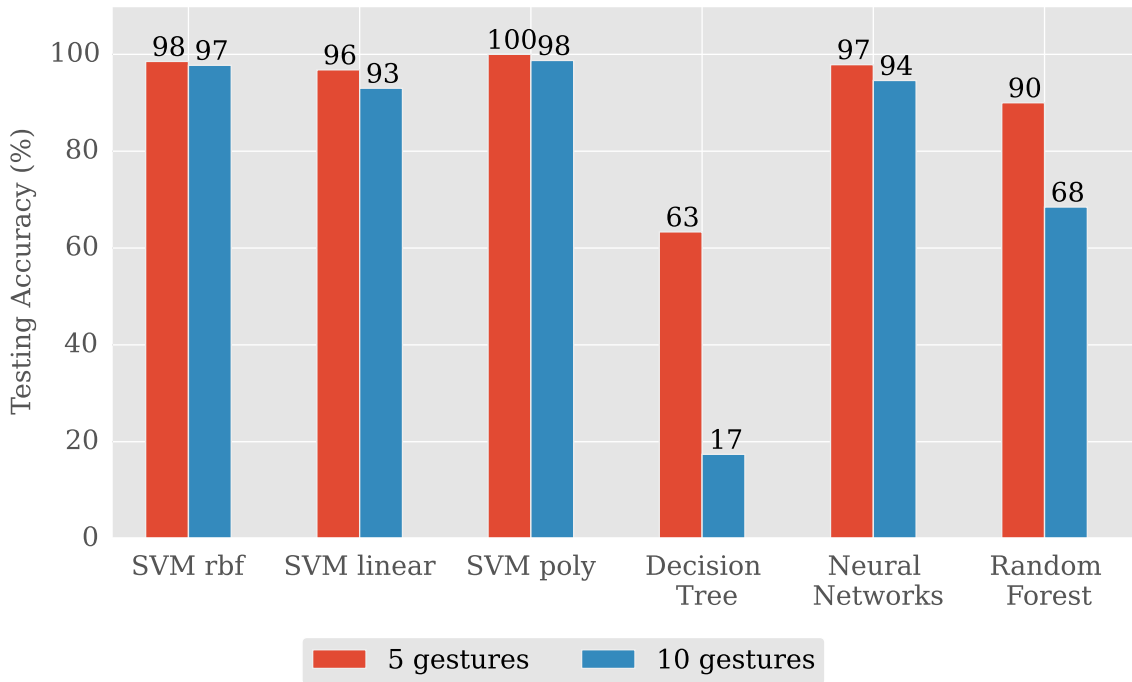 Testing Accuracy (%)
100
80
60
40
20
0
98 97
96 93
100 98
63 17
97 94
90 68
SVM rbf
SVM linear
SVM poly
Decision
Tree
Neural
Networks
Random
Forest
5 gestures
10 gestures